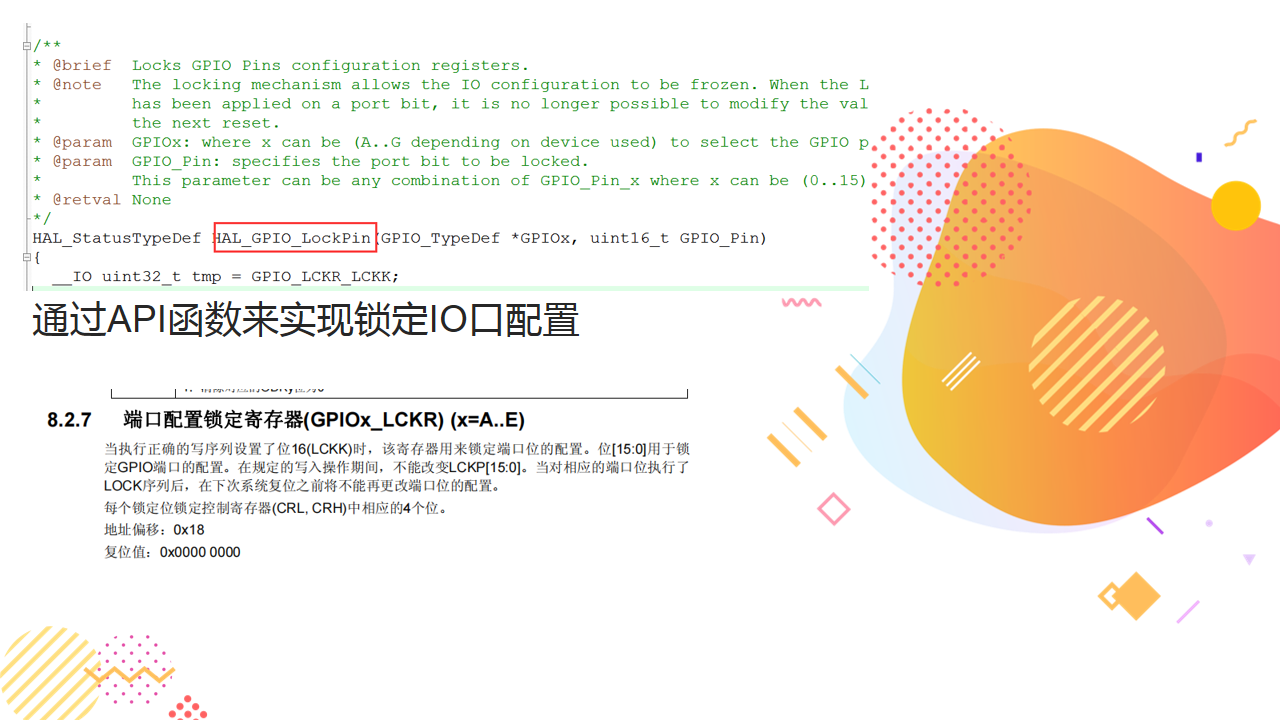 /**
* @brief  Locks GPIO Pins configuration registers.
* @note   The locking mechanism allows the IO configuration to be frozen. When the L
*         has been applied on a port bit, it is no longer possible to modify the val
*         the next reset.
* @param  GPIOx: where x can be (A..G depending on device used) to select the GPIO p
* @param  GPIO_Pin: specifies the port bit to be locked.
*         This parameter can be any combination of GPIO_Pin_x where x can be (0..15)
* @retval None
*/
HAL_StatusTypeDef HAL_GPIO_LockPin(GPIO_TypeDef *GPIOx, uint16_t GPIO_Pin)
{
  __IO uint32_t tmp = GPIO_LCKR_LCKK;
通过API函数来实现锁定IO口配置
8.2.7 端口配置锁定寄存器(GPIOx_LCKR) (x=A..E)
当执行正确的写序列设置了位16(LCKK)时，该寄存器用来锁定端口位的配置。位[15:0]用于锁
定GPIO端口的配置。在规定的写入操作期间，不能改变LCKP[15:0]。当对相应的端口位执行了
LOCK序列后，在下次系统复位之前将不能再更改端口位的配置。
每个锁定位锁定控制寄存器(CRL, CRH)中相应的4个位。
地址偏移：0x18
复位值：0x0000 0000